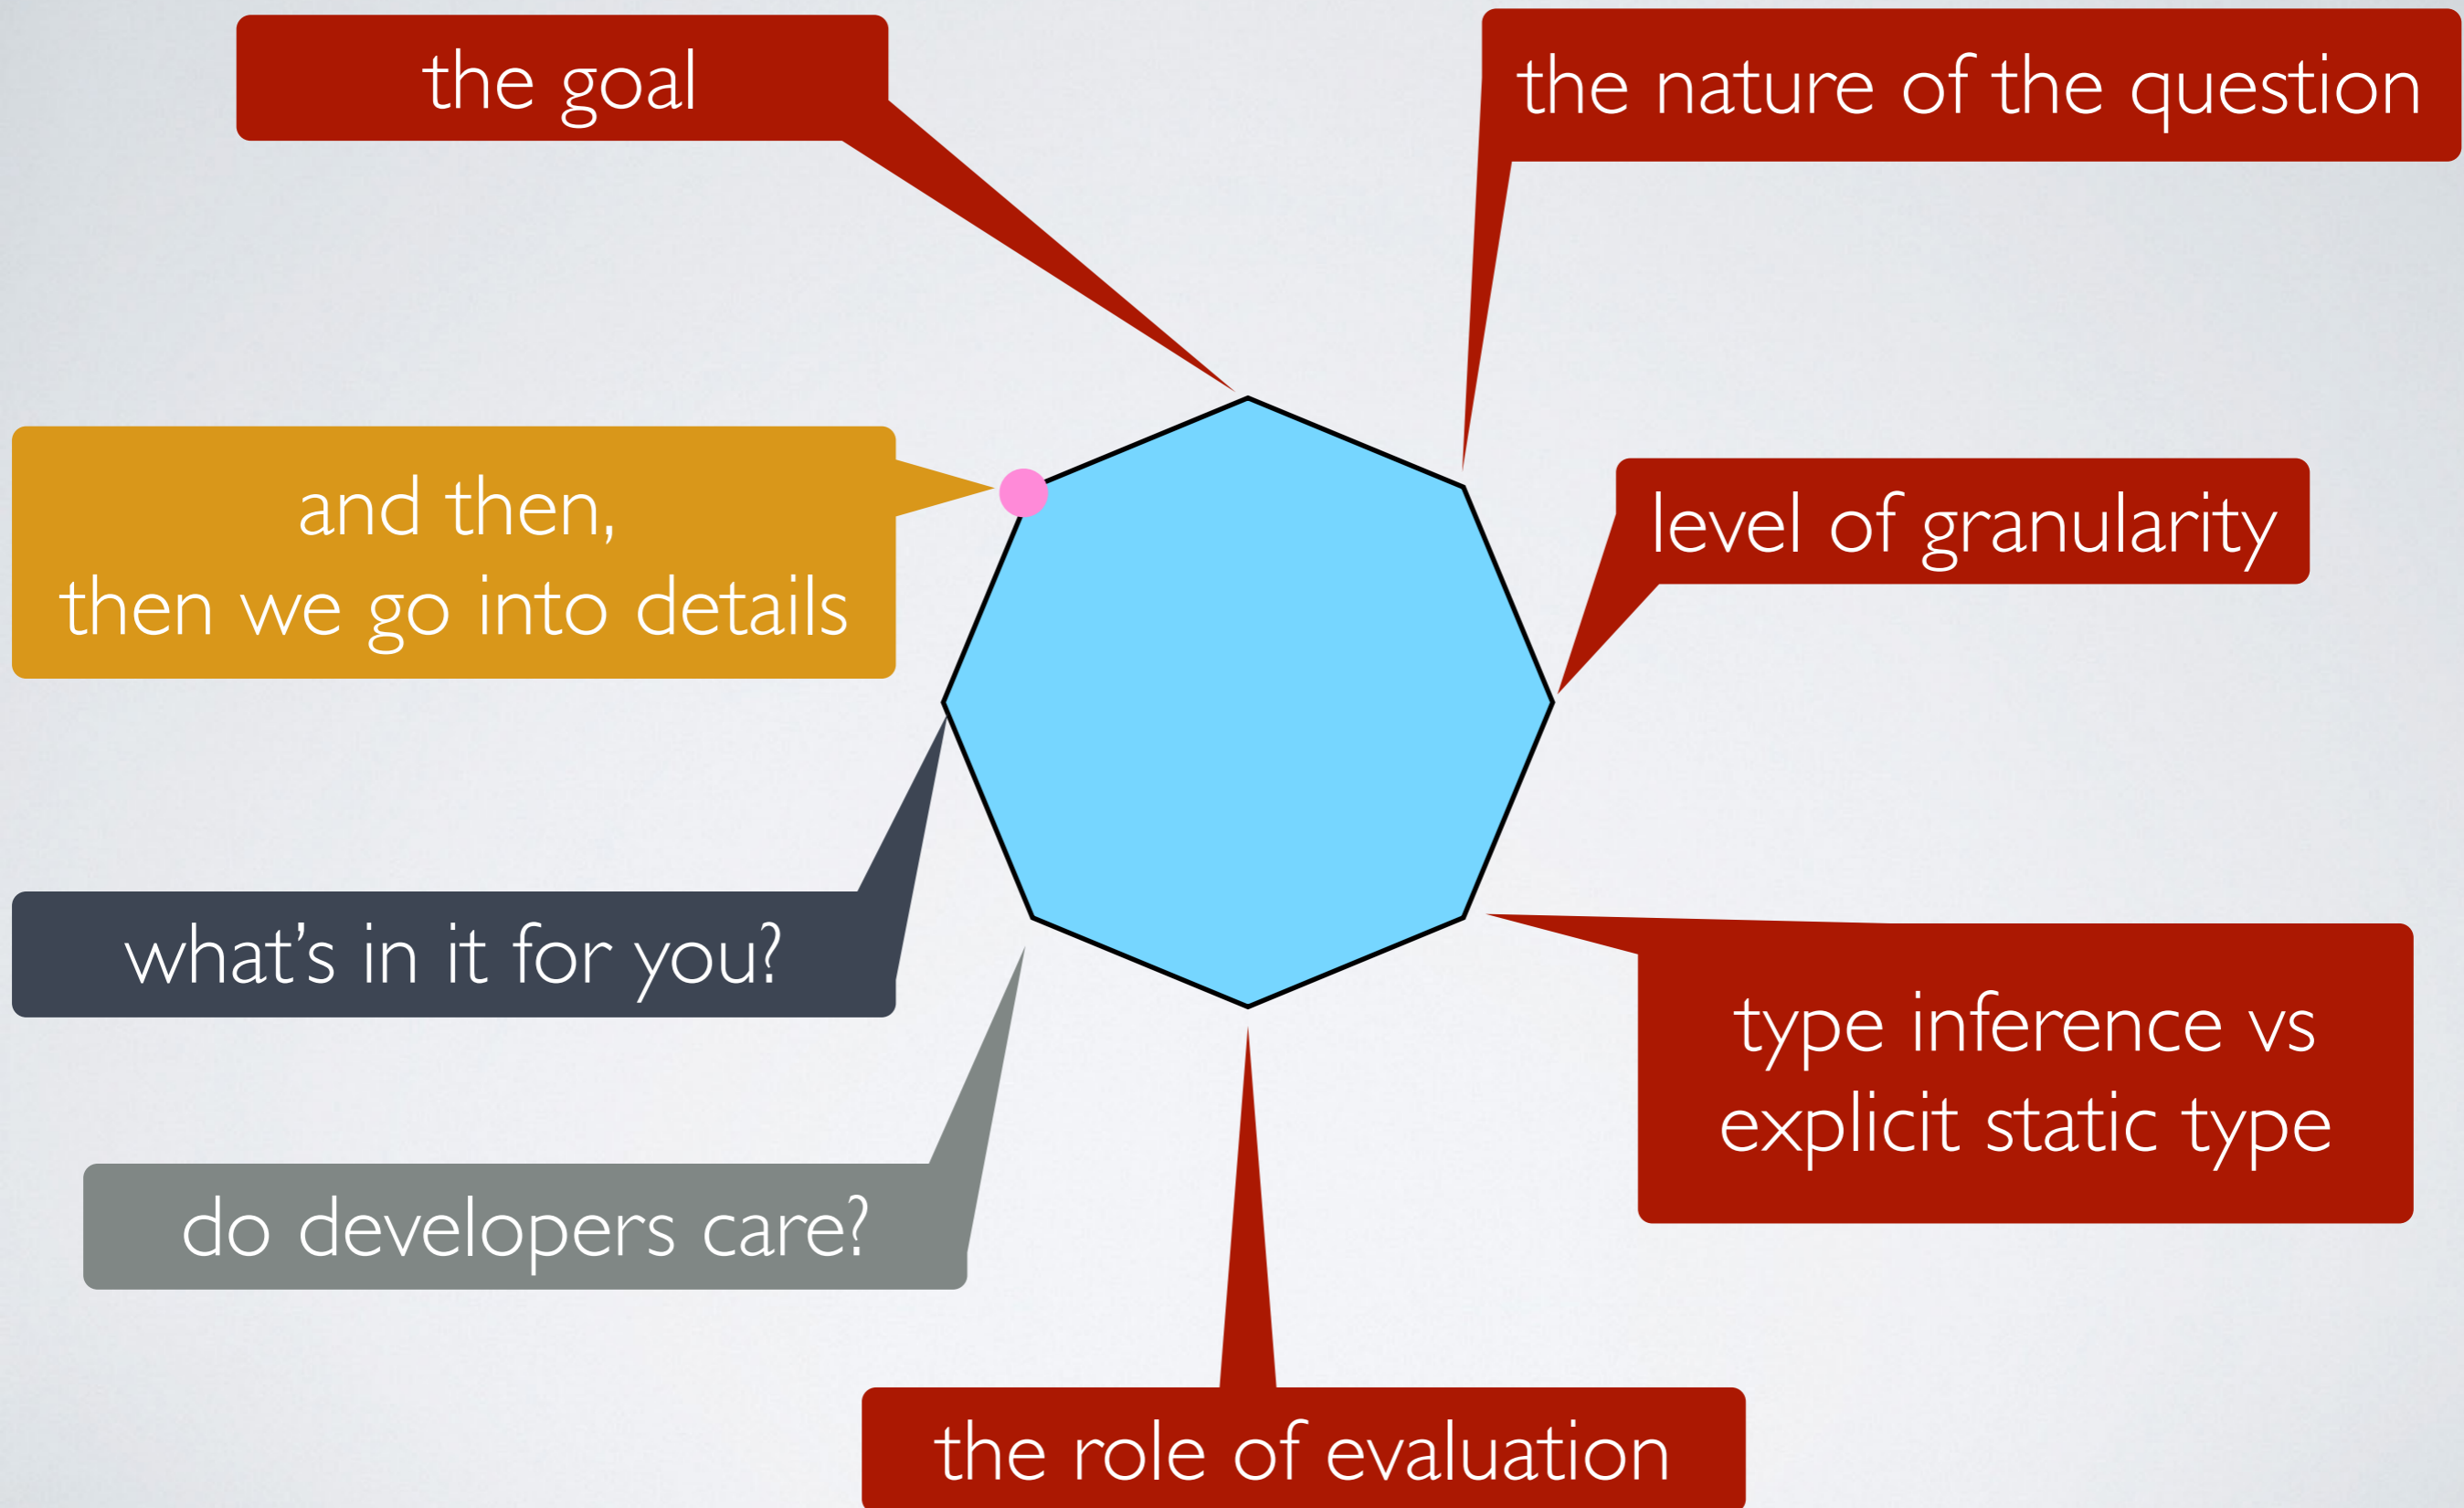 the goal
the nature of the question
and then,
then we go into details
level of granularity
what's in it for you?
type inference vs
explicit static type
do developers care?
the role of evaluation